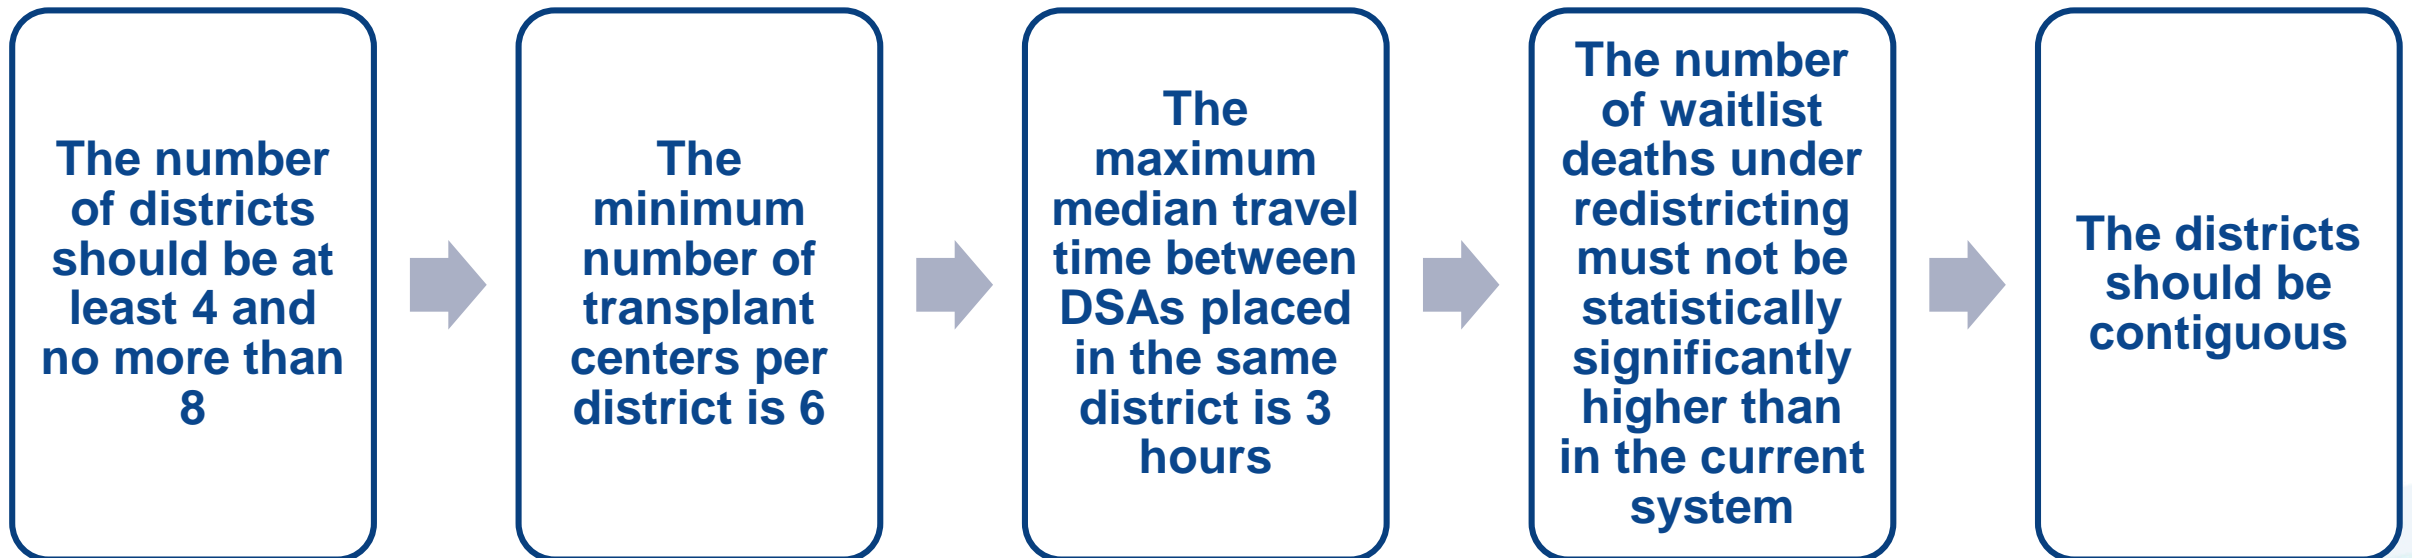 The number
of districts
should be at
least 4 and
no more than
8
The
minimum
number of
transplant
centers per
district is 6
The
maximum
median travel
time between
DSAs placed
in the same
district is 3
hours
The number
of waitlist
deaths under
redistricting
must not be
statistically
significantly
higher than
in the current
system
The districts
should be
contiguous